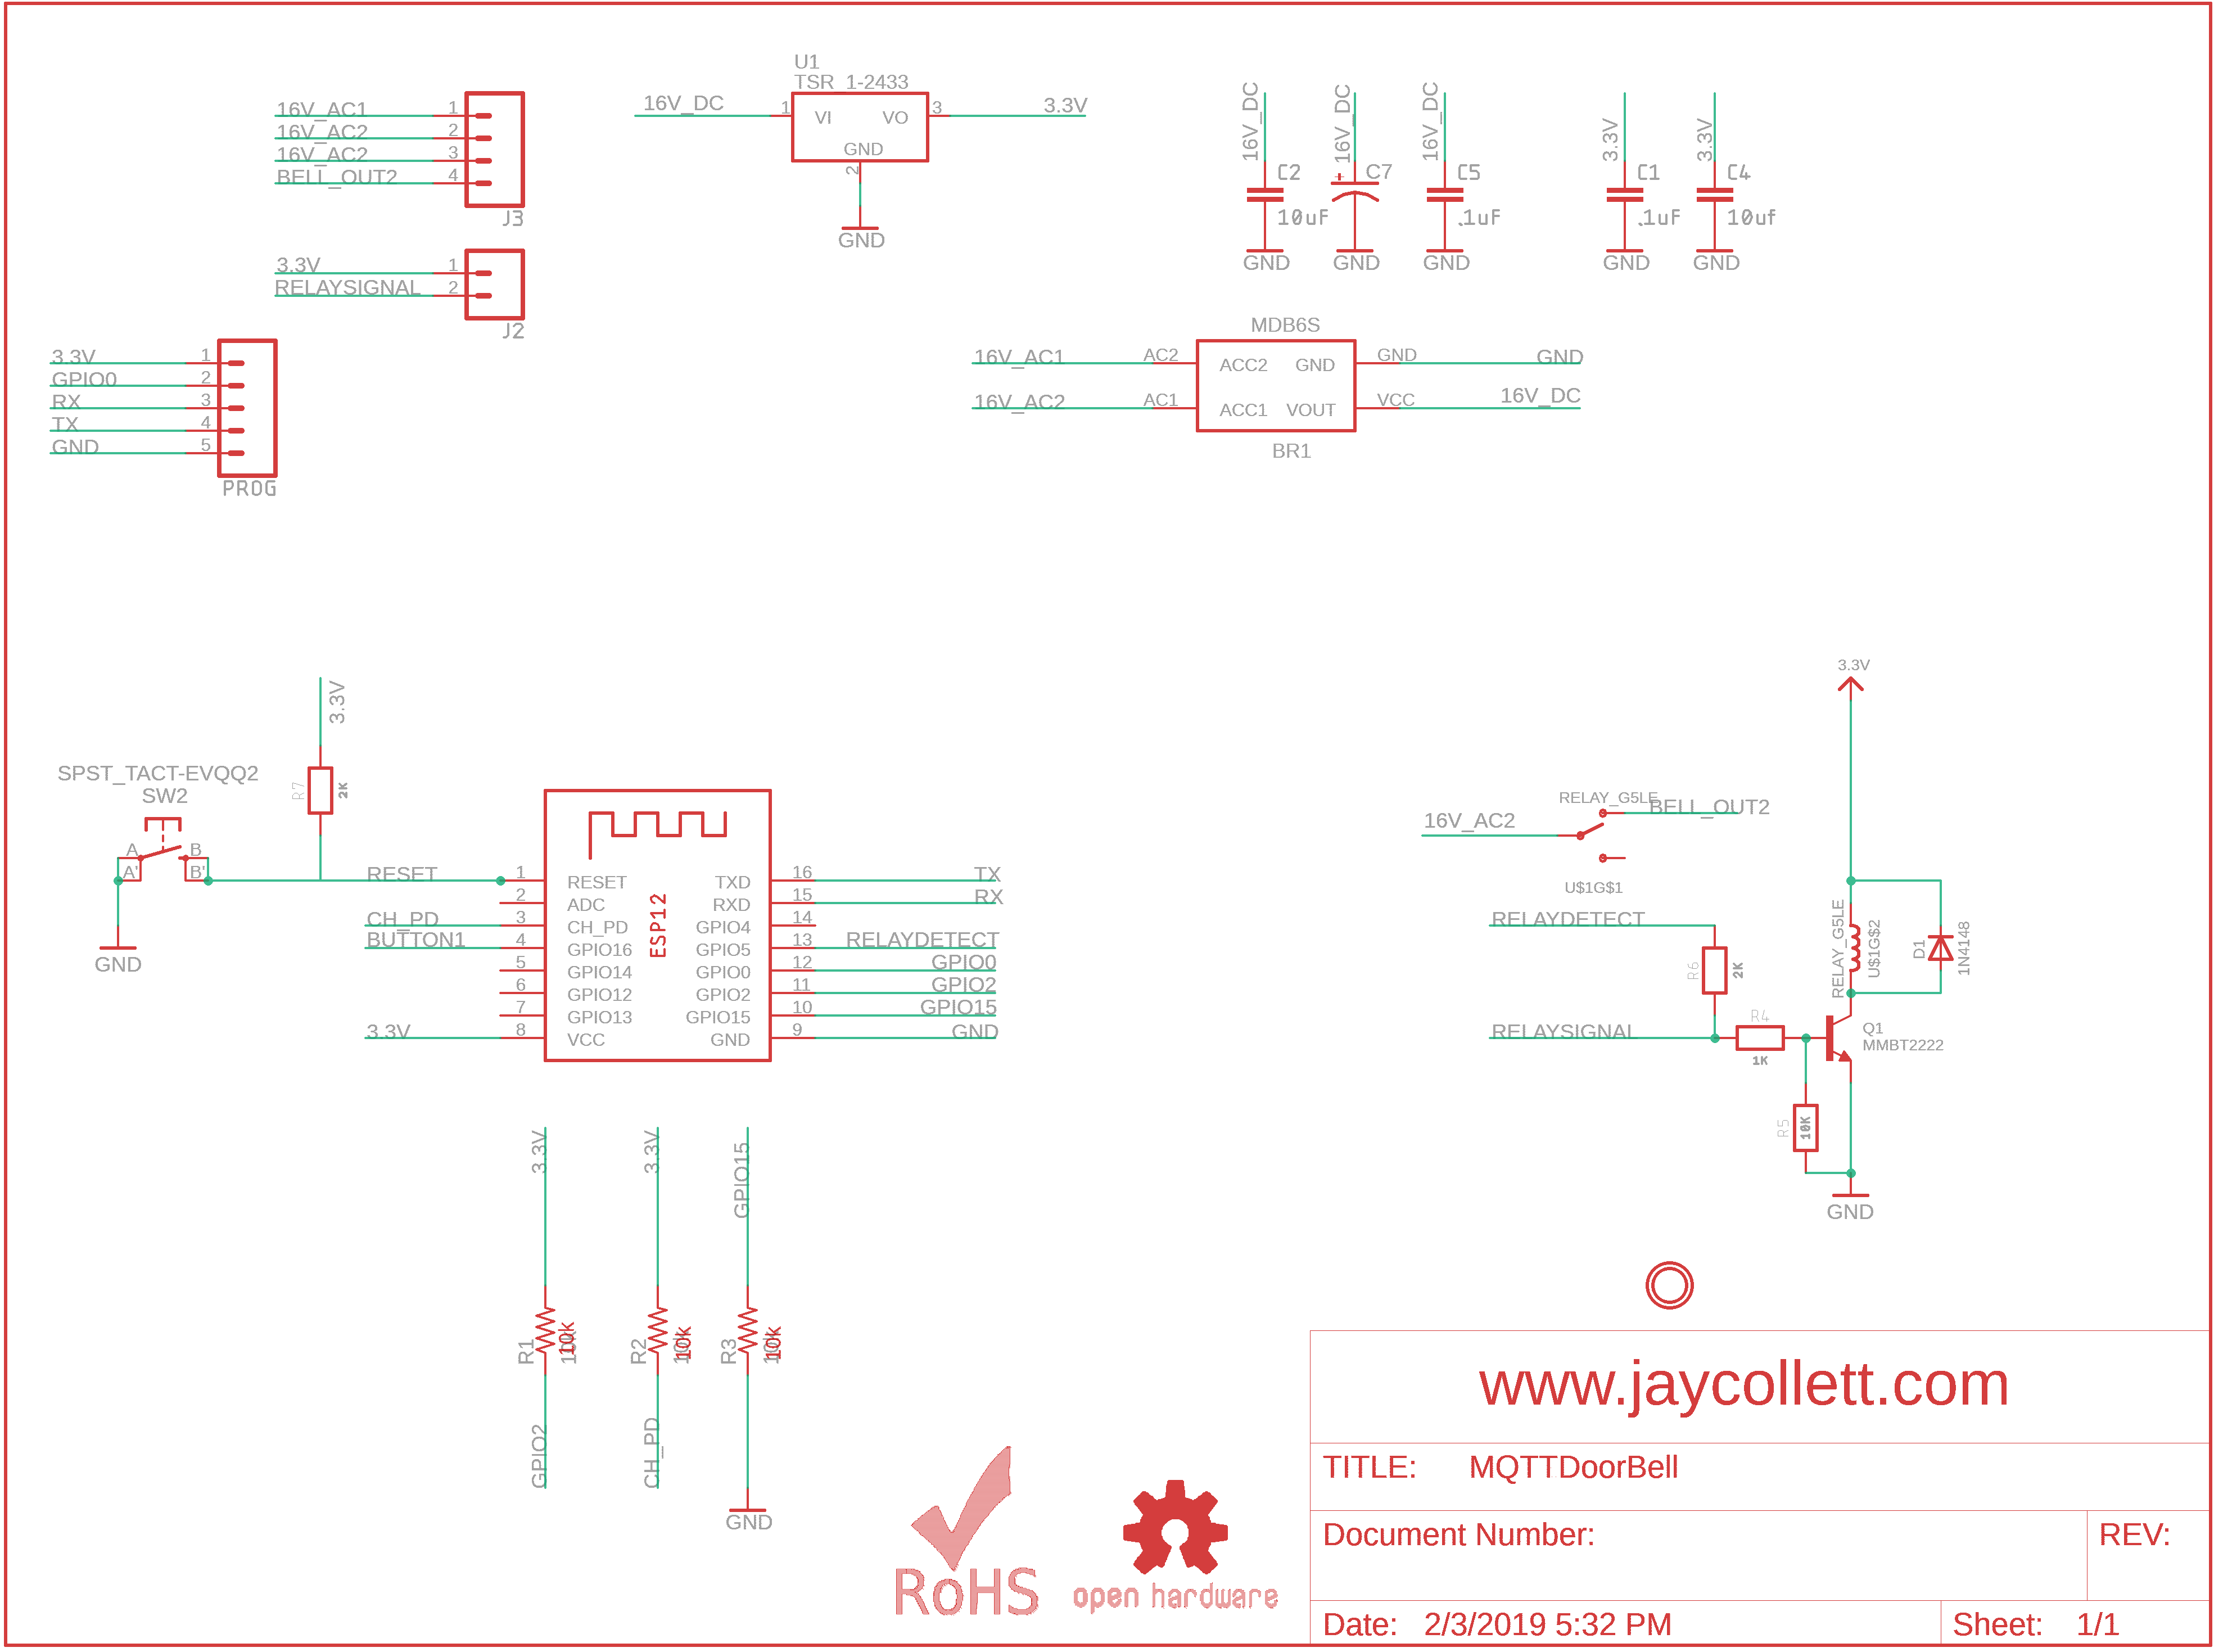 16V_AC1
16V_AC2
16V_AC2
BELL_OUT2
1
2
3
4
J3
3.3V
RELAYSIGNAL
1
2
J2
3.3V
GPIO0
RX
TX
GND
1
2
3
4
5
PROG
U1
TSR_1-2433
16V_DC
1
VI
VO
3
3.3V
GND
2
GND
16V_DC
C2
10uF
GND
16V_DC
+
C7
GND
16V_DC
C5
.1uF
GND
3.3V
C1
.1uF
GND
3.3V
C4
10uf
GND
MDB6S
16V_AC1
AC2
ACC2
GND
GND
GND
16V_AC2
AC1
ACC1
VOUT
VCC
16V_DC
BR1
3.3V
R7
2K
SPST_TACT-EVQQ2
SW2
A
B
A'
B'
GND
RESET
1
RESET
TXD
16
TX
2
ADC
RXD
15
RX
CH_PD
3
CH_PD
GPIO4
14
BUTTON1
4
GPIO16
GPIO5
13
RELAYDETECT
5
GPIO14
GPIO0
12
GPIO0
6
GPIO12
GPIO2
11
GPIO2
7
GPIO13
GPIO15
10
GPIO15
3.3V
8
VCC
GND
9
GND
ESP12
3.3V
R1
10k
GPIO2
3.3V
R2
10k
CH_PD
GPIO15
R3
10k
GND
3.3V
RELAY_G5LE
BELL_OUT2
16V_AC2
U$1G$1
RELAYDETECT
R6
2K
RELAYSIGNAL
R4
1K
RELAY_G5LE
U$1G$2
D1
1N4148
Q1
MMBT2222
R5
10K
GND
RoHS
open hardware
www.jaycollett.com
TITLE: MQTTDoorBell
Document Number:
REV:
Date: 2/3/2019 5:32 PM
Sheet: 1/1